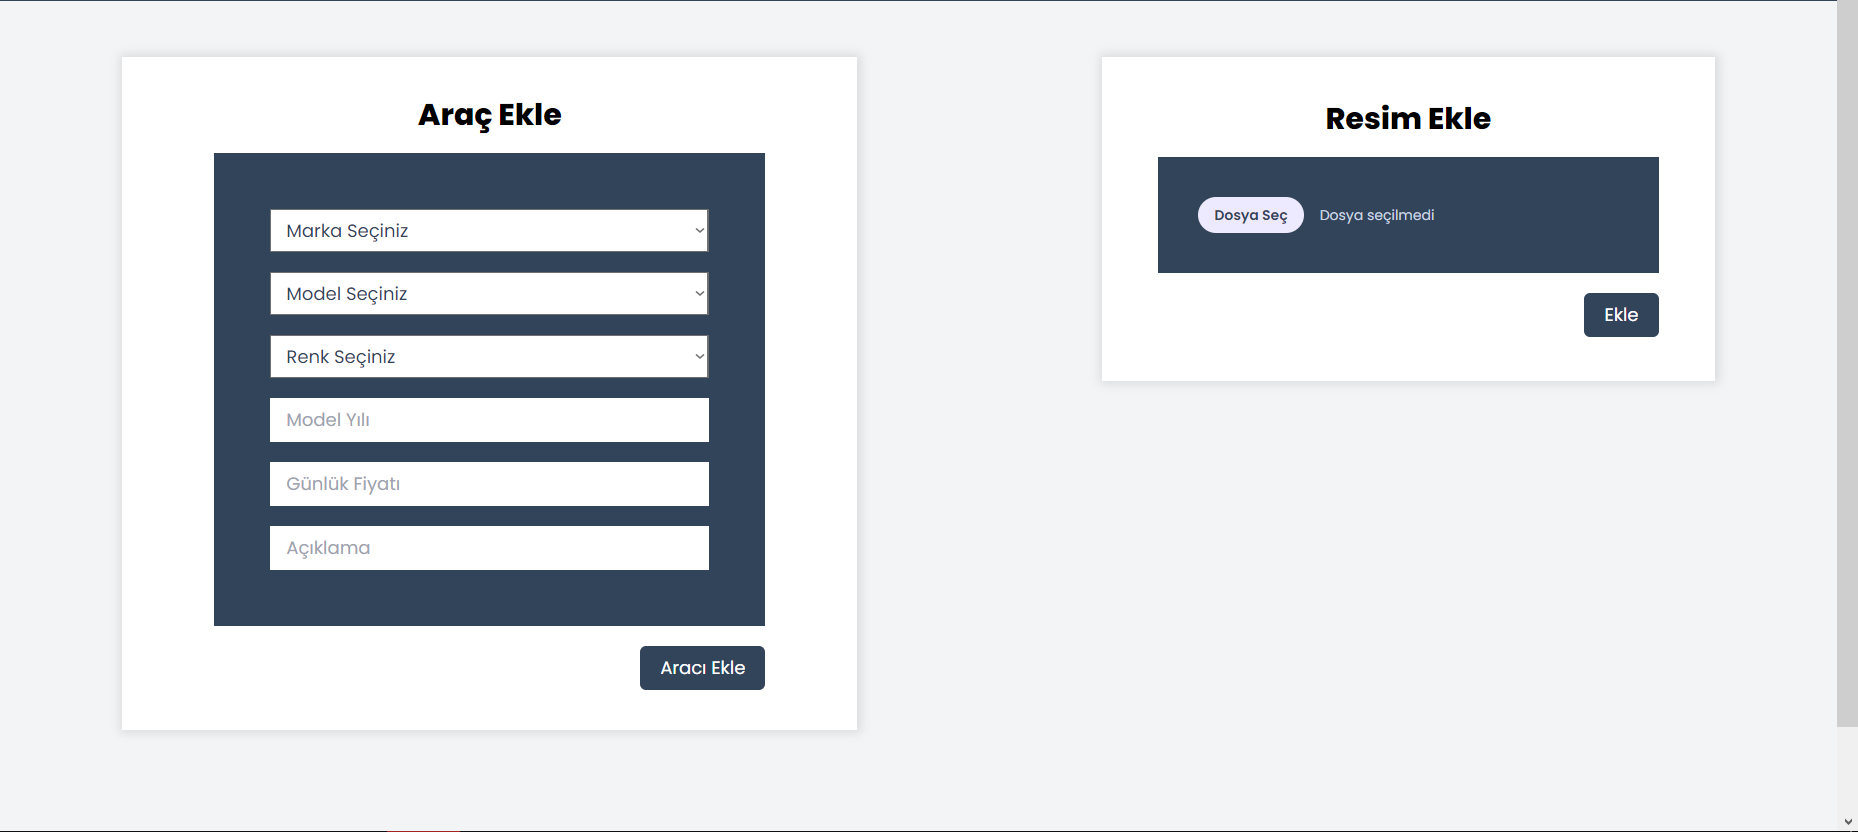 Araç Ekle
Marka Seçiniz
Model Seçiniz
Renk Seçiniz
Model Yılı
Günlük Fiyatı
Açıklama
Aracı Ekle
Resim Ekle
Dosya Seç Dosya seçilmedi
Ekle